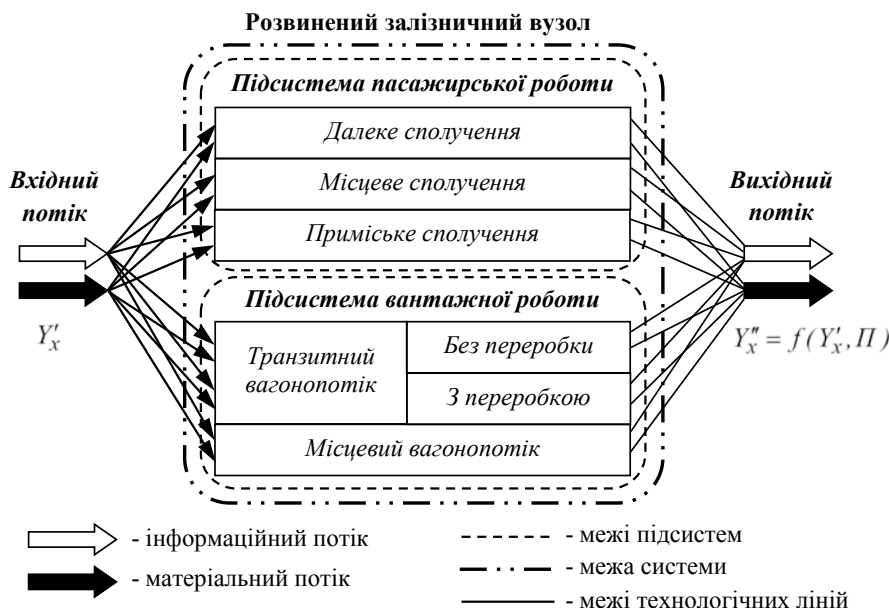 Розвинений залізничний вузол
Підсистема пасажирської роботи
Далеке сполучення
Місцеве сполучення
Приміське сполучення
Вхідний
потік
Y′x
Вихідний
потік
Y″x = f(Y′x, П)
Підсистема вантажної роботи
Транзитний
вагонопотік
Без переробки
З переробкою
Місцевий вагонопотік
- інформаційний потік
- матеріальний потік
- межі підсистем
- межа системи
- межі технологічних ліній